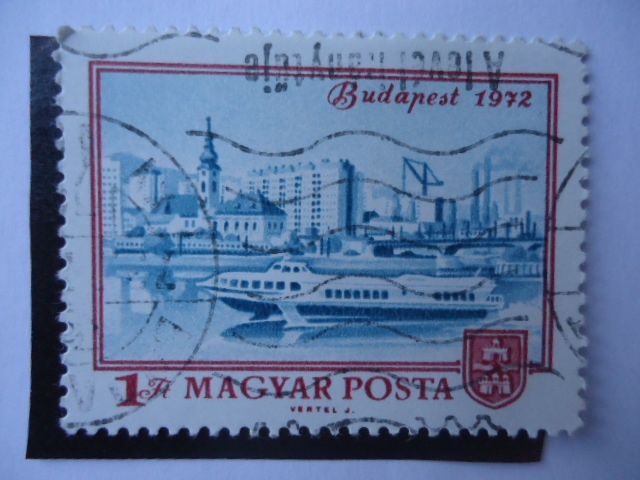 Budapest 1972
1 Ft MAGYAR POSTA
VERTEL J.